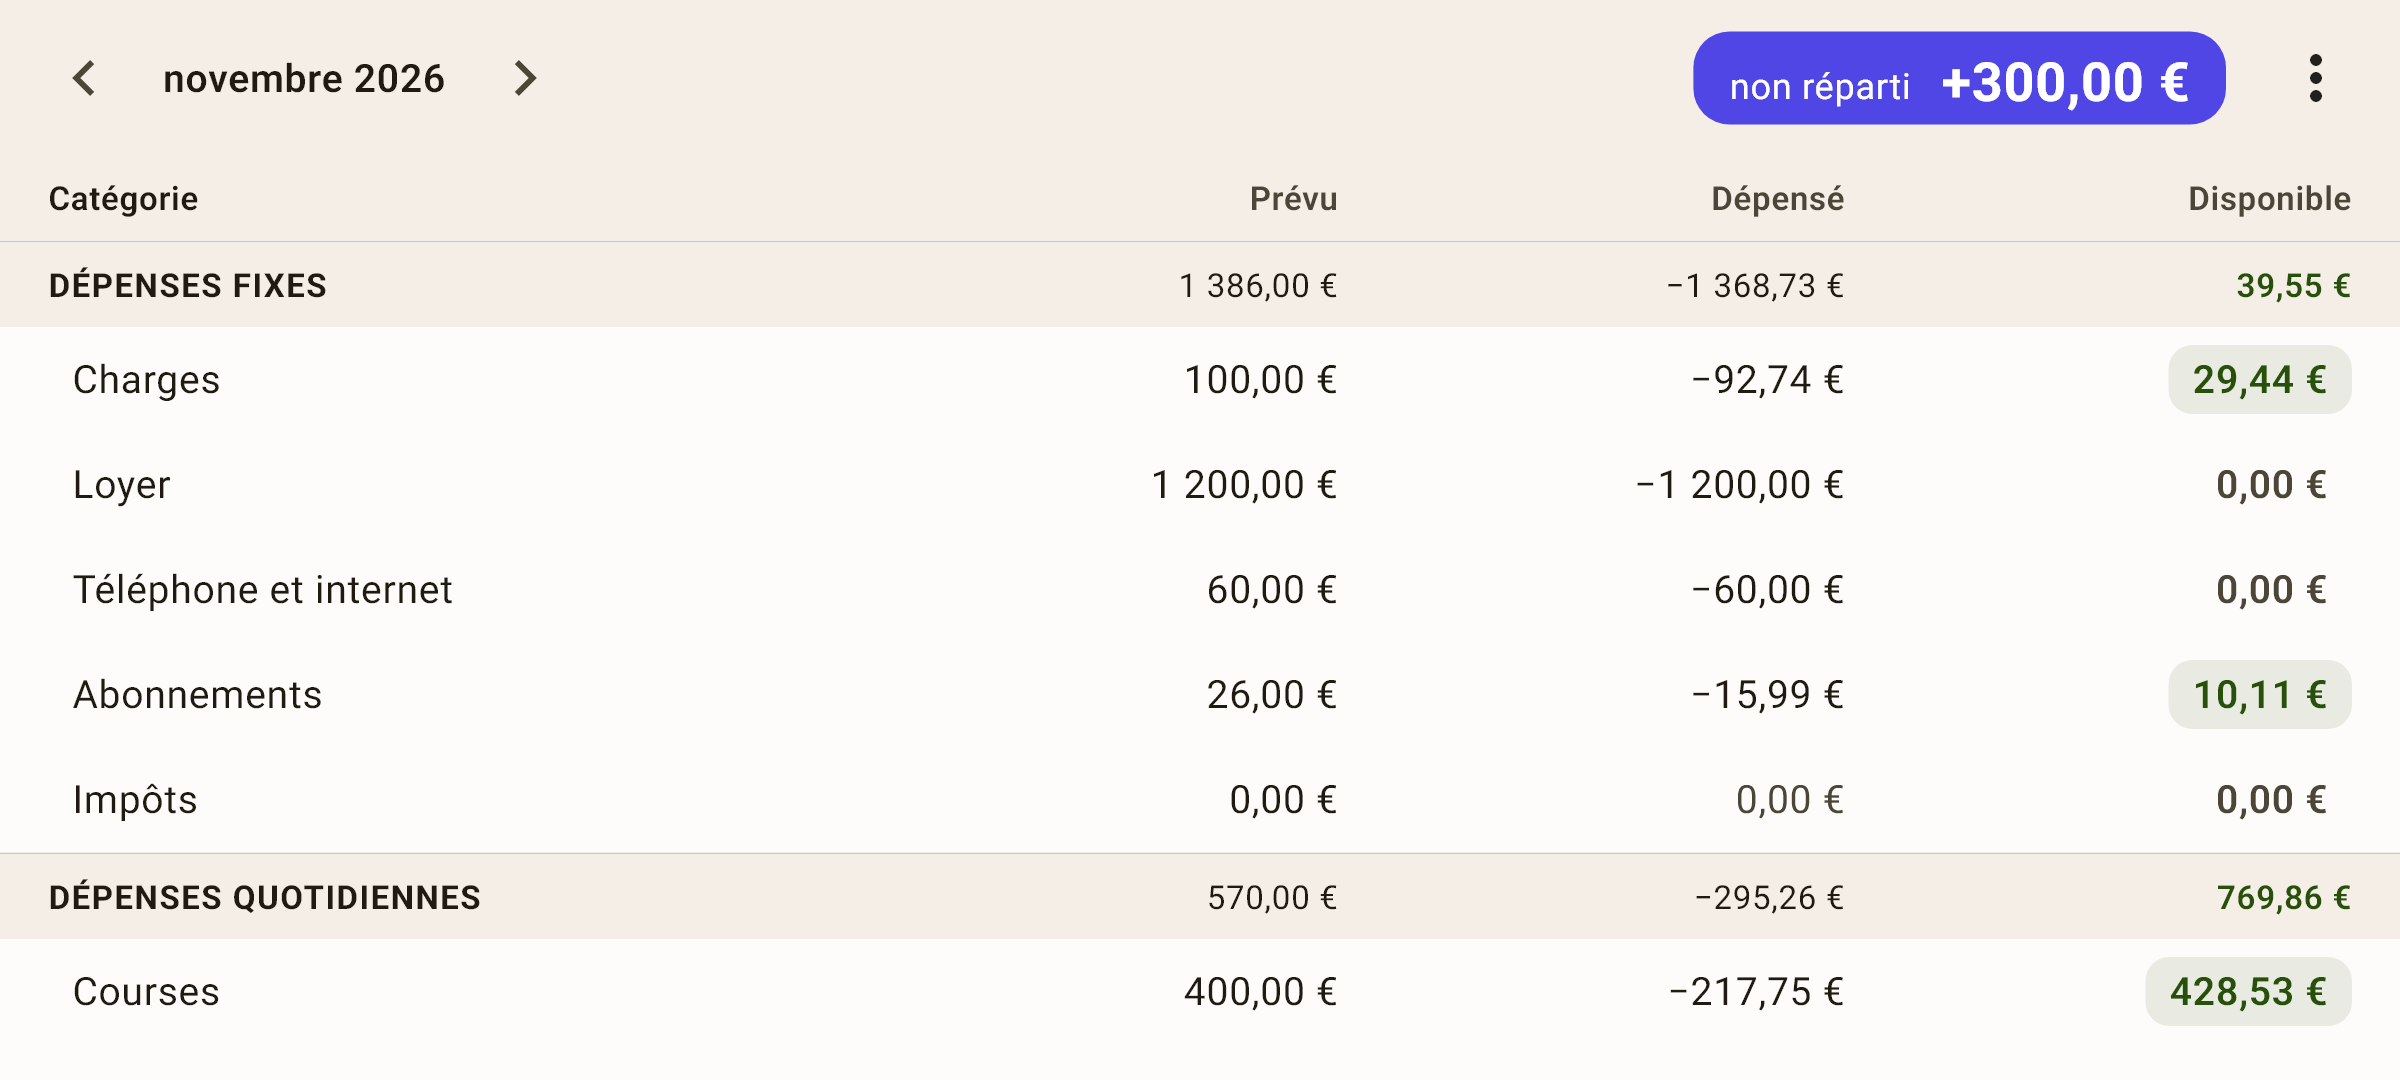 novembre 2026 non réparti +300,00 €
Catégorie Prévu Dépensé Disponible
DÉPENSES FIXES 1 386,00 € −1 368,73 € 39,55 €
Charges 100,00 € −92,74 € 29,44 €
Loyer 1 200,00 € −1 200,00 € 0,00 €
Téléphone et internet 60,00 € −60,00 € 0,00 €
Abonnements 26,00 € −15,99 € 10,11 €
Impôts 0,00 € 0,00 € 0,00 €
DÉPENSES QUOTIDIENNES 570,00 € −295,26 € 769,86 €
Courses 400,00 € −217,75 € 428,53 €